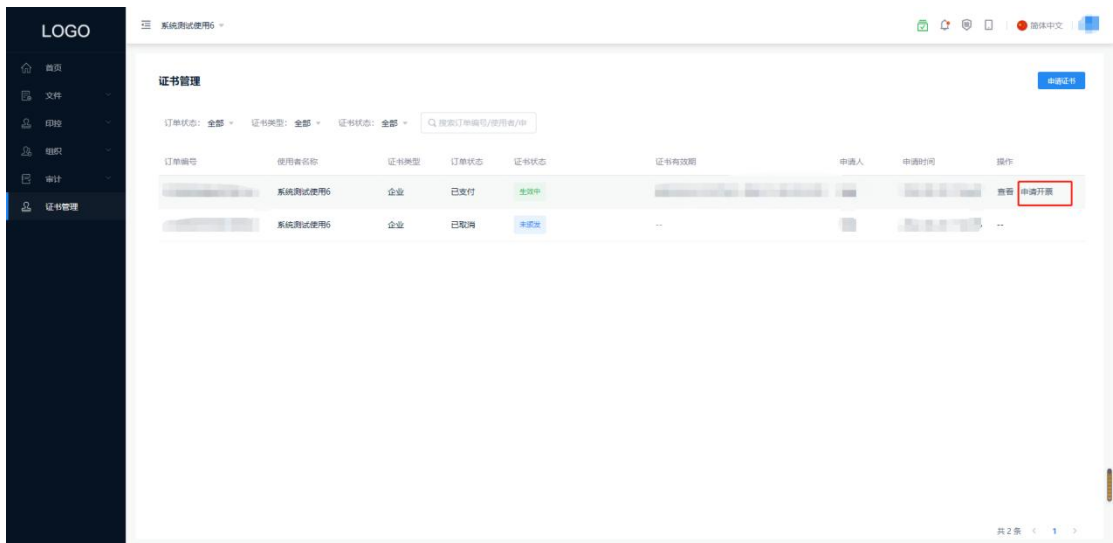 LOGO
系统测试使用6
简体中文
首页
文件
印控
组织
审计
证书管理
证书管理
申请证书
订单状态: 全部
证书类型: 全部
证书状态: 全部
搜索订单编号/使用者/申
订单编号 使用者名称 证书类型 订单状态 证书状态 证书有效期 申请人 申请时间 操作
系统测试使用6 企业 已支付 生效中 查看 申请开票
系统测试使用6 企业 已取消 未颁发 -- --
共2条 < 1 >